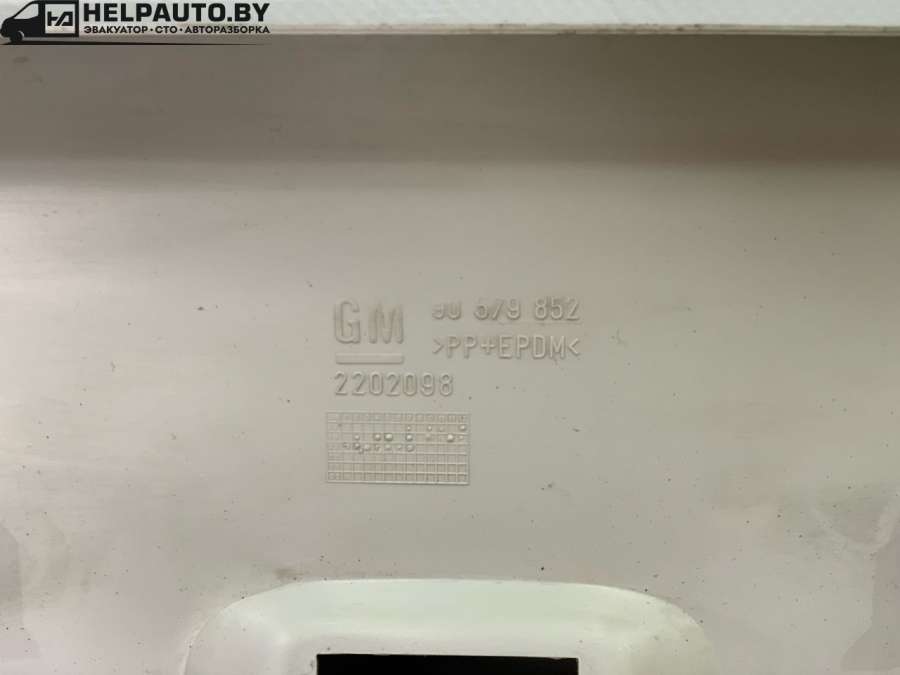 HELPAUTO.BY
ЭВАКУАТОР • СТО • АВТОРАЗБОРКА
GM
90 579 852
>PP+EPDM<
2202098